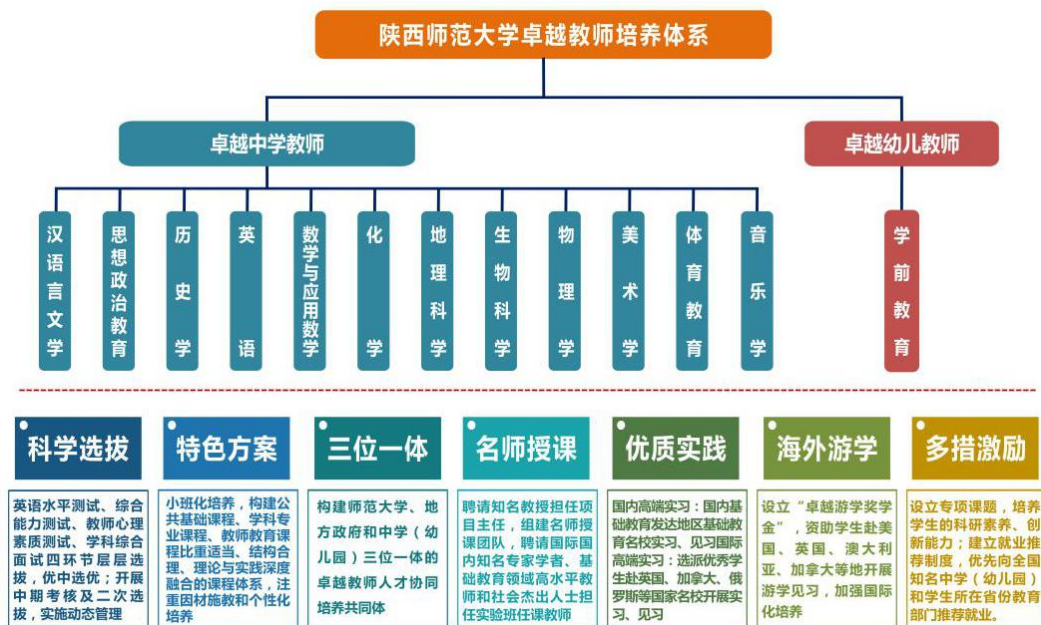 陕西师范大学卓越教师培养体系
卓越中学教师
卓越幼儿教师
汉语言文学
思想政治教育
历史学
英语
数学与应用数学
化学
地理科学
生物科学
物理学
美术学
体育教育
音乐学
学前教育
科学选拔
英语水平测试、综合
能力测试、教师心理
素质测试、学科综合
面试四环节层层选
拔，优中选优；开展
中期考核及二次选
拔，实施动态管理
特色方案
小班化培养，构建公
共基础课程、学科专
业课程、教师教育课
程比重适当、结构合
理、理论与实践深度
融合的课程体系，注
重因材施教和个性化
培养
三位一体
构建师范大学、地
方政府和中学（幼
儿园）三位一体的
卓越教师人才协同
培养共同体
名师授课
聘请知名教授担任项
目主任，组建名师授
课团队，聘请国际国
内知名专家学者、基
础教育领域高水平教
师和社会杰出人士担
任实验班任课教师
优质实践
国内高端实习：国内基
础教育发达地区基础教
育名校实习、见习国际
高端实习：选派优秀学
生赴英国、加拿大、俄
罗斯等国家名校开展实
习、见习
海外游学
设立“卓越游学奖学
金”，资助学生赴美
国、英国、澳大利
亚、加拿大等地开展
游学见习，加强国际
化培养
多措激励
设立专项课题，培养
学生的科研素养、创
新能力；建立就业推
荐制度，优先向全国
知名中学（幼儿园）
和学生所在省份教育
部门推荐就业。